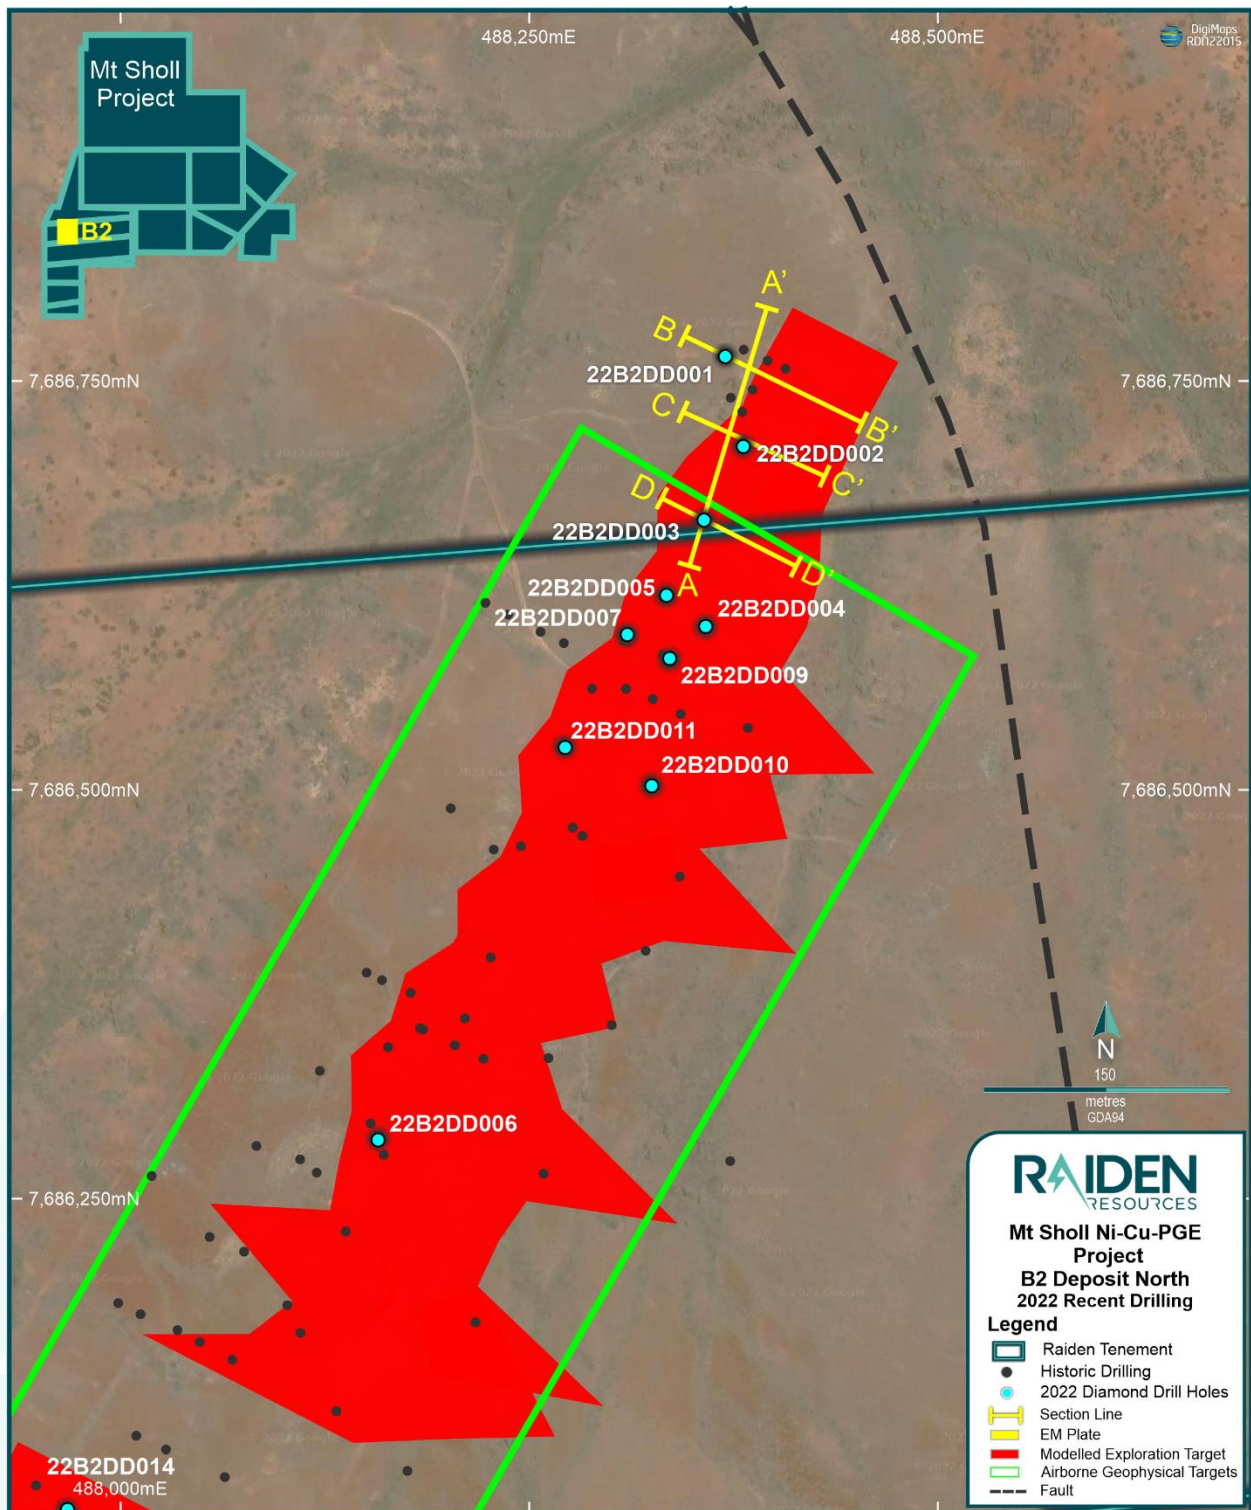 488,250mE
488,500mE
DigiMaps
RDN22015
Mt Sholl
Project
B2
A'
B
22B2DD001
7,686,750mN
7,686,750mN
C
B'
22B2DD002
C'
D
22B2DD003
A
D'
22B2DD005
22B2DD004
22B2DD007
22B2DD009
22B2DD011
22B2DD010
7,686,500mN
7,686,500mN
N
150
metres
GDA94
22B2DD006
7,686,250mN
RAIDEN
RESOURCES
Mt Sholl Ni-Cu-PGE
Project
B2 Deposit North
2022 Recent Drilling
Legend
Raiden Tenement
Historic Drilling
2022 Diamond Drill Holes
Section Line
EM Plate
Modelled Exploration Target
Airborne Geophysical Targets
Fault
22B2DD014
488,000mE